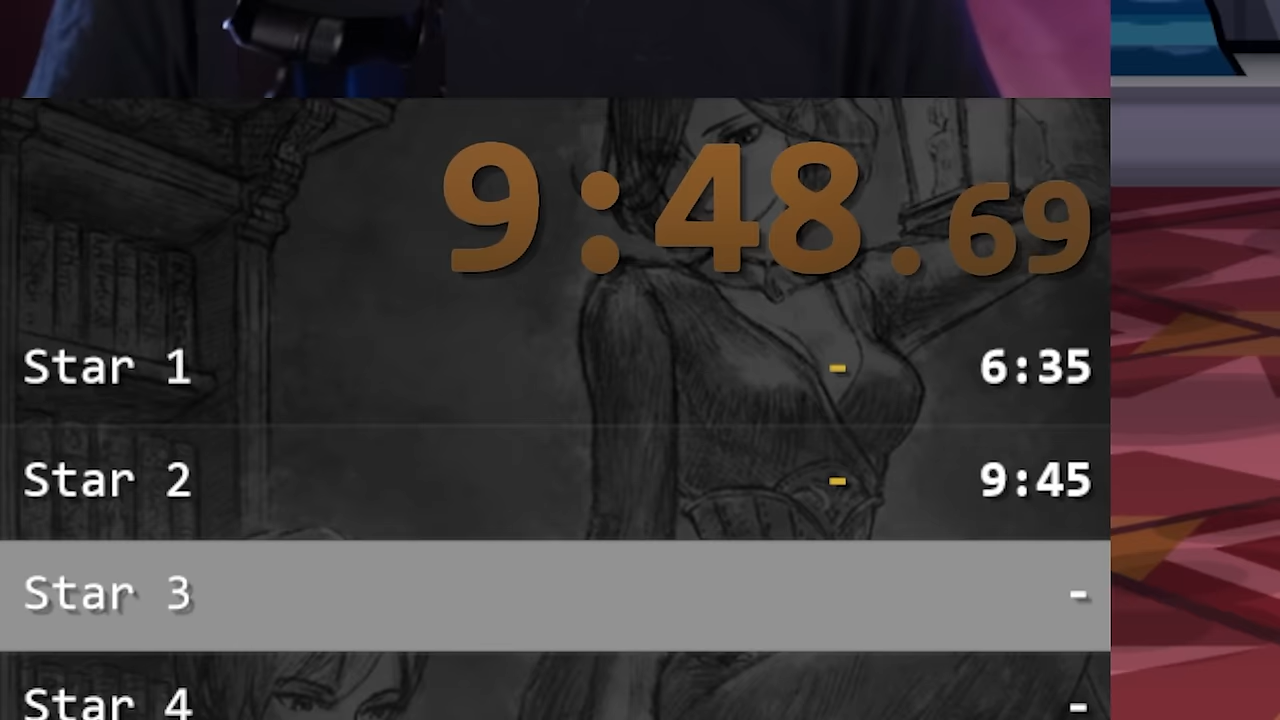 9:48.69
Star 1 - 6:35
Star 2 - 9:45
Star 3 -
Star 4 -